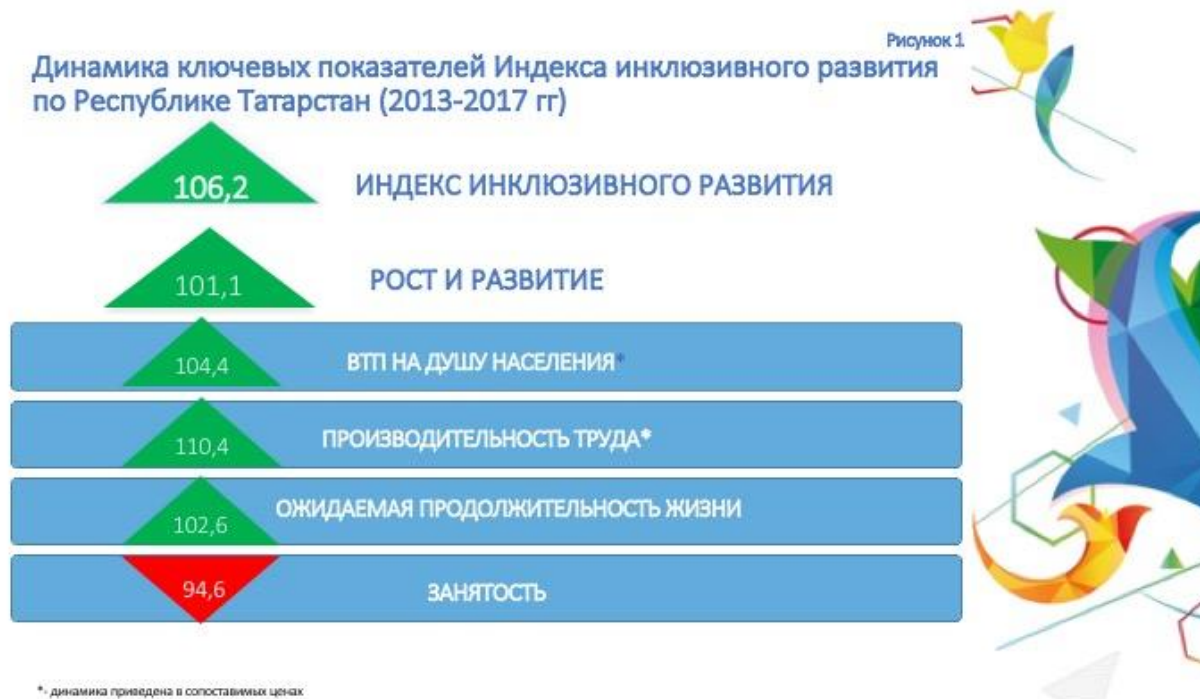 Рисунок 1
Динамика ключевых показателей Индекса инклюзивного развития
по Республике Татарстан (2013-2017 гг)
106,2 ИНДЕКС ИНКЛЮЗИВНОГО РАЗВИТИЯ
101,1 РОСТ И РАЗВИТИЕ
104,4 ВТП НА ДУШУ НАСЕЛЕНИЯ*
110,4 ПРОИЗВОДИТЕЛЬНОСТЬ ТРУДА*
102,6 ОЖИДАЕМАЯ ПРОДОЛЖИТЕЛЬНОСТЬ ЖИЗНИ
94,6 ЗАНЯТОСТЬ
*- динамика приведена в сопоставимых ценах